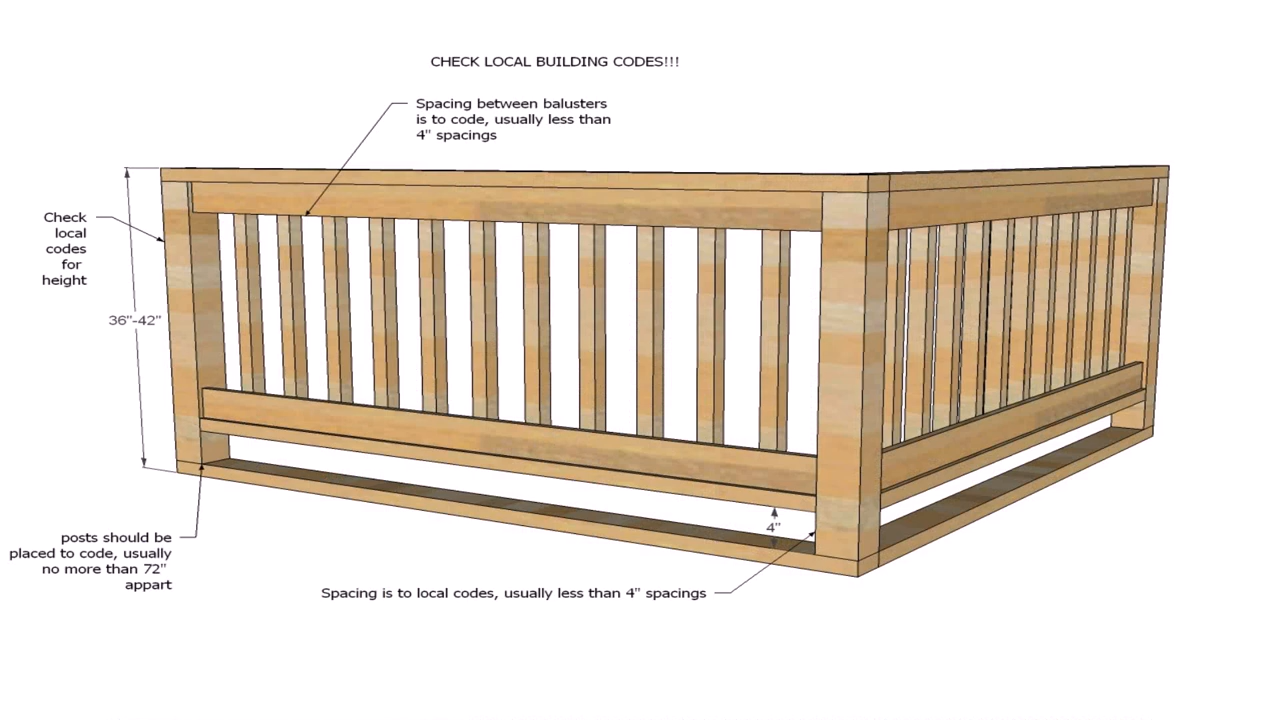 CHECK LOCAL BUILDING CODES!!!
Spacing between balusters
is to code, usually less than
4" spacings
Check
local
codes
for
height
36"-42"
posts should be
placed to code, usually
no more than 72"
appart
4"
Spacing is to local codes, usually less than 4" spacings